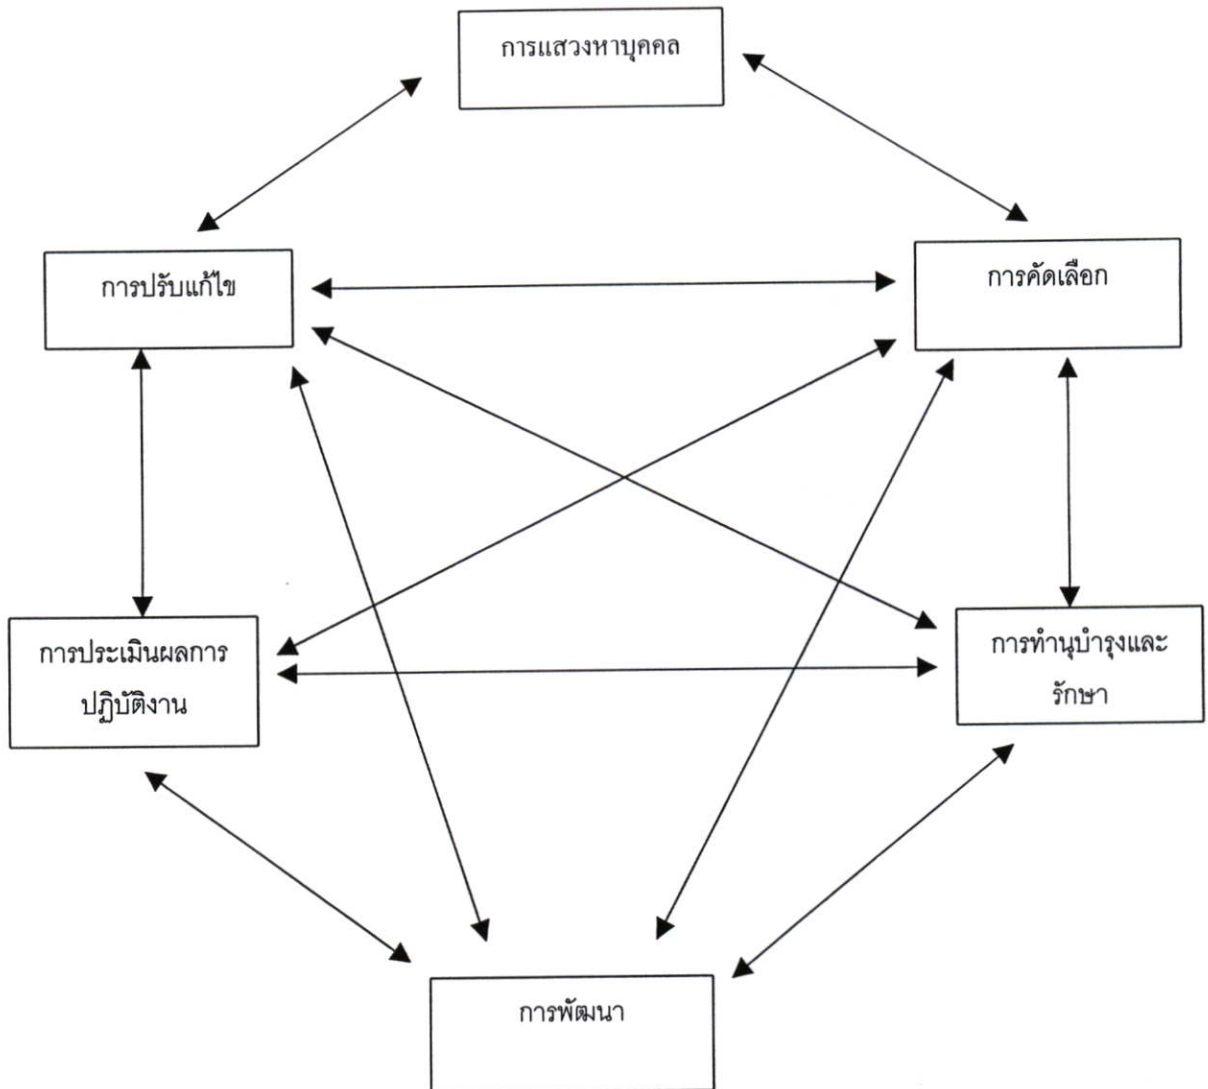 การแสวงหาบุคคล
การปรับแก้ไข
การคัดเลือก
การประเมินผลการ
ปฏิบัติงาน
การทำนุบำรุงและ
รักษา
การพัฒนา